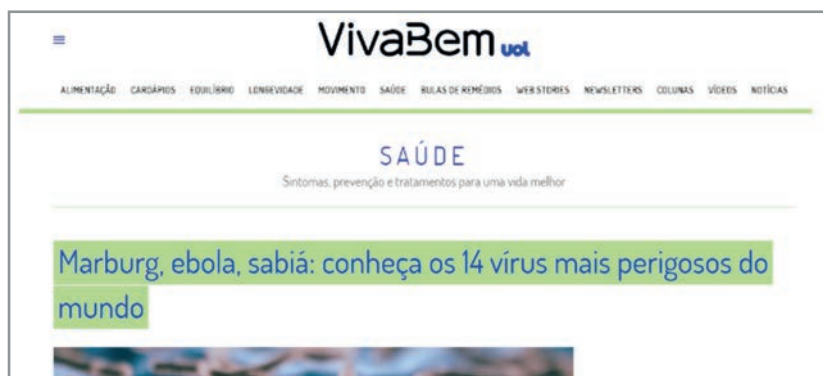 VivaBem uol
ALIMENTAÇÃO CARDÁPIOS EQUILÍBRIO LONGEVIDADE MOVIMENTO SAÚDE BULAS DE REMÉDIOS WEB STORIES NEWSLETTERS COLUNAS VÍDEOS NOTÍCIAS
SAÚDE
Sintomas, prevenção e tratamentos para uma vida melhor
Marburg, ebola, sabiá: conheça os 14 vírus mais perigosos do
mundo